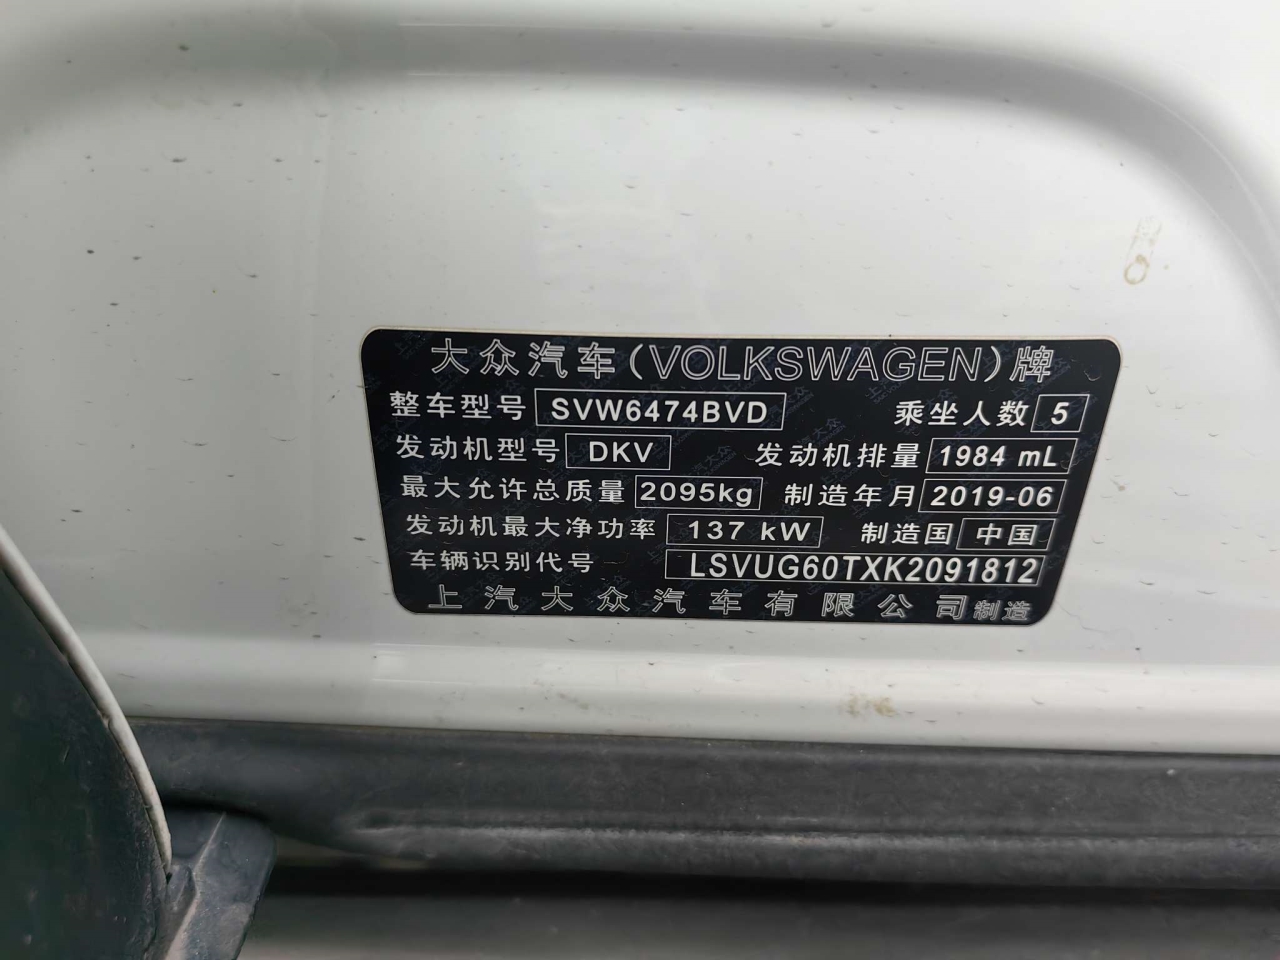 大众汽车(VOLKSWAGEN)牌
整车型号 SVW6474BVD 乘坐人数 5
发动机型号 DKV 发动机排量 1984 mL
最大允许总质量 2095kg 制造年月 2019-06
发动机最大净功率 137 kW 制造国 中国
车辆识别代号 LSVUG60TXK2091812
上汽大众汽车有限公司制造